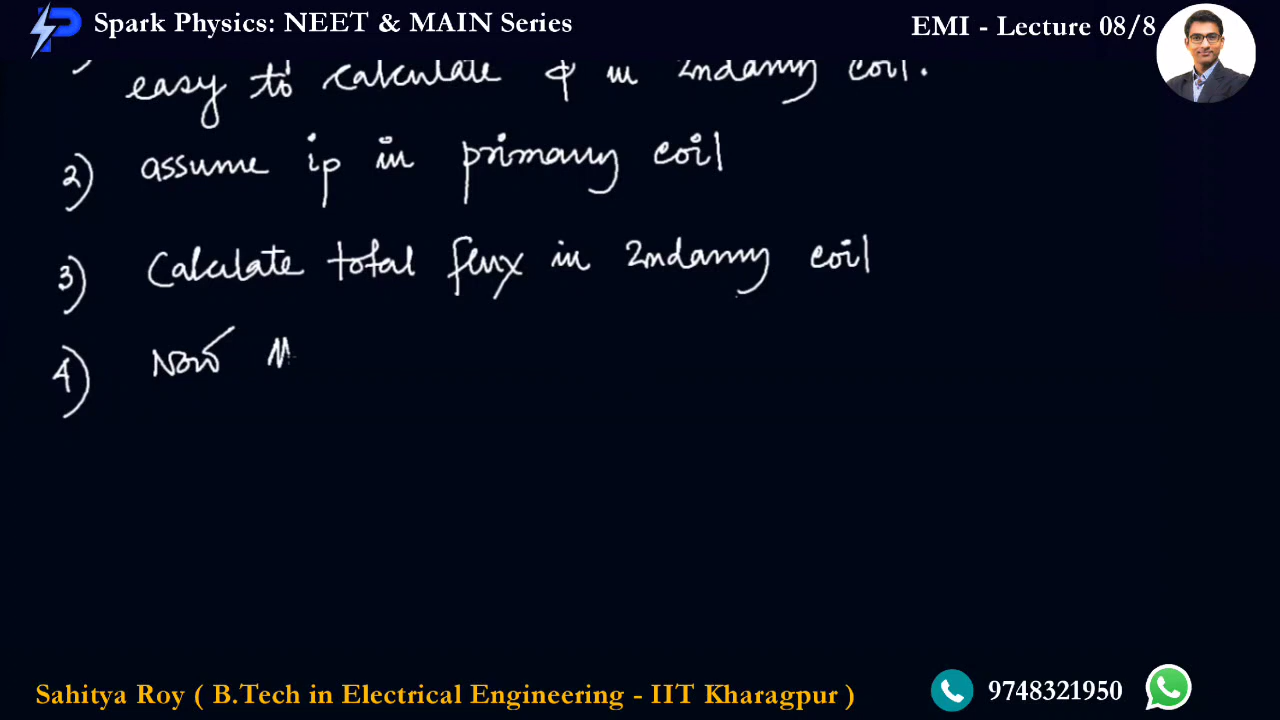 Spark Physics: NEET & MAIN Series
EMI - Lecture 08/8
easy to calculate φ in 2ndary coil.
2) assume ip in primary coil
3) Calculate total flux in 2ndary coil
4) Now M
Sahitya Roy ( B.Tech in Electrical Engineering - IIT Kharagpur )
9748321950